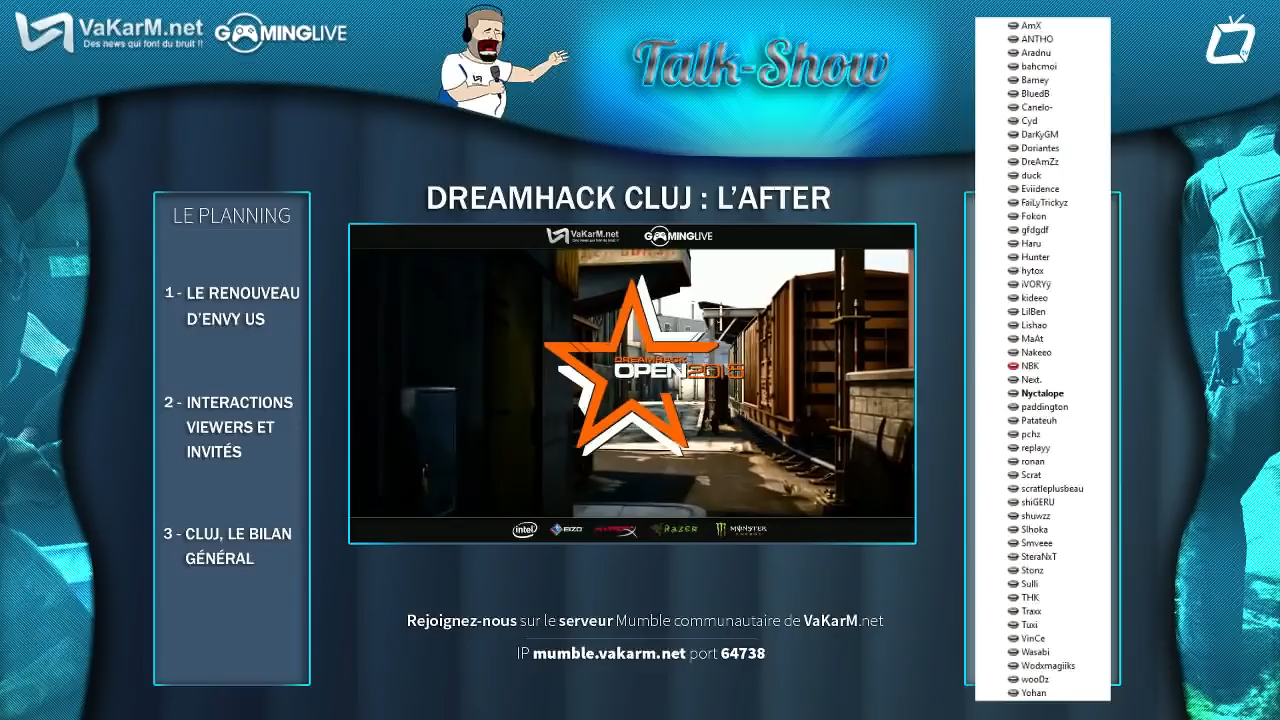 VaKarM.net
Des news qui font du bruit !!
GAMINGLIVE
Talk-Show
TV
DREAMHACK CLUJ : L'AFTER
LE PLANNING
1 - LE RENOUVEAU
D'ENVY US
2 - INTERACTIONS
VIEWERS ET
INVITÉS
3 - CLUJ, LE BILAN
GÉNÉRAL
VaKarM.net
GAMINGLIVE
DREAMHACK
OPEN 2015
intel
EIZO
RAZER
MONSTER
ENERGY
Rejoignez-nous sur le serveur Mumble communautaire de VaKarM.net
IP mumble.vakarm.net port 64738
AmX
ANTHO
Aradnu
bahcmoi
Barney
BluedB
Canelo-
Cyd
DarKyGM
Doriantes
DreAmZz
duck
Eviidence
FaiLyTrickyz
Fokon
gfdgdf
Haru
Hunter
hytox
iVORYÿ
kideeo
LilBen
Lishao
MaAt
Nakeeo
NBK
Next.
Nyctalope
paddington
Patateuh
pchz
replayy
ronan
Scrat
scratleplusbeau
shiGERU
shuwzz
Slhoka
Smveee
SteraNxT
Stonz
Sulli
THK
Traxx
Tuxi
VinCe
Wasabi
Wodxmagiiks
wooDz
Yohan